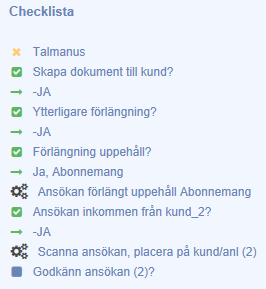 Checklista
Talmanus
Skapa dokument till kund?
-JA
Ytterligare förlängning?
-JA
Förlängning uppehåll?
Ja, Abonnemang
Ansökan förlängt uppehåll Abonnemang
Ansökan inkommen från kund_2?
-JA
Scanna ansökan, placera på kund/anl (2)
Godkänn ansökan (2)?